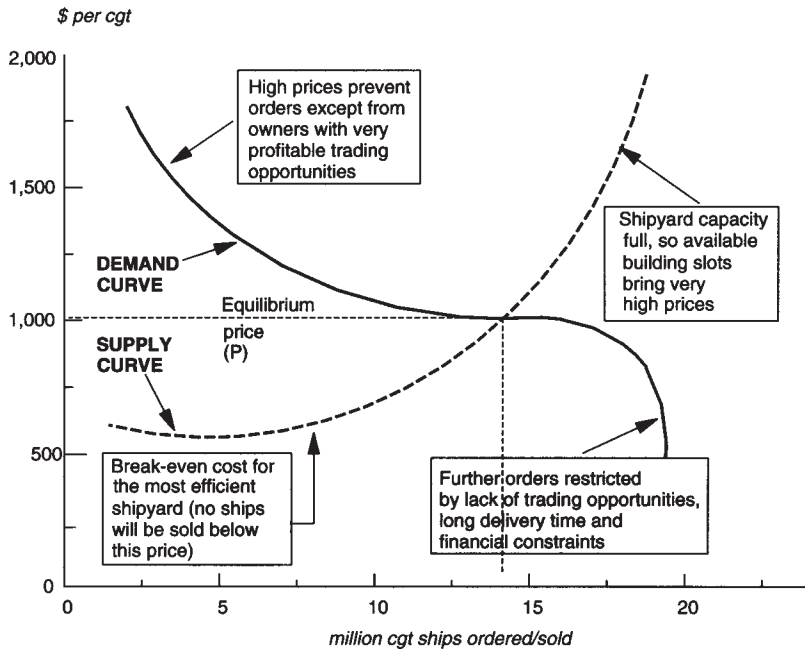 $ per cgt
2,000
High prices prevent
orders except from
owners with very
profitable trading
opportunities
1,500
Shipyard capacity
full, so available
building slots
bring very
high prices
DEMAND
CURVE
Equilibrium
price
(P)
1,000
SUPPLY
CURVE
500
Break-even cost for
the most efficient
shipyard (no ships
will be sold below
this price)
Further orders restricted
by lack of trading opportunities,
long delivery time and
financial constraints
0
0
5
10
15
20
million cgt ships ordered/sold